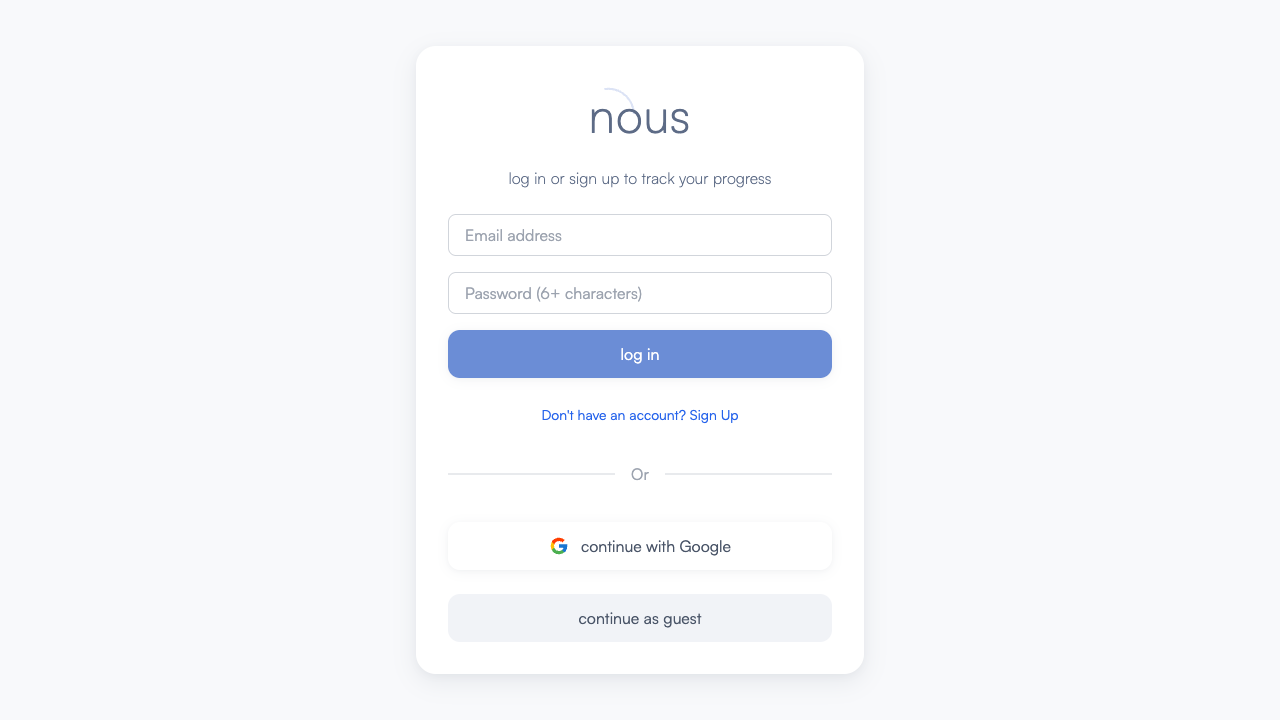 nous
log in or sign up to track your progress
Email address
Password (6+ characters)
log in
Don't have an account? Sign Up
Or
continue with Google
continue as guest